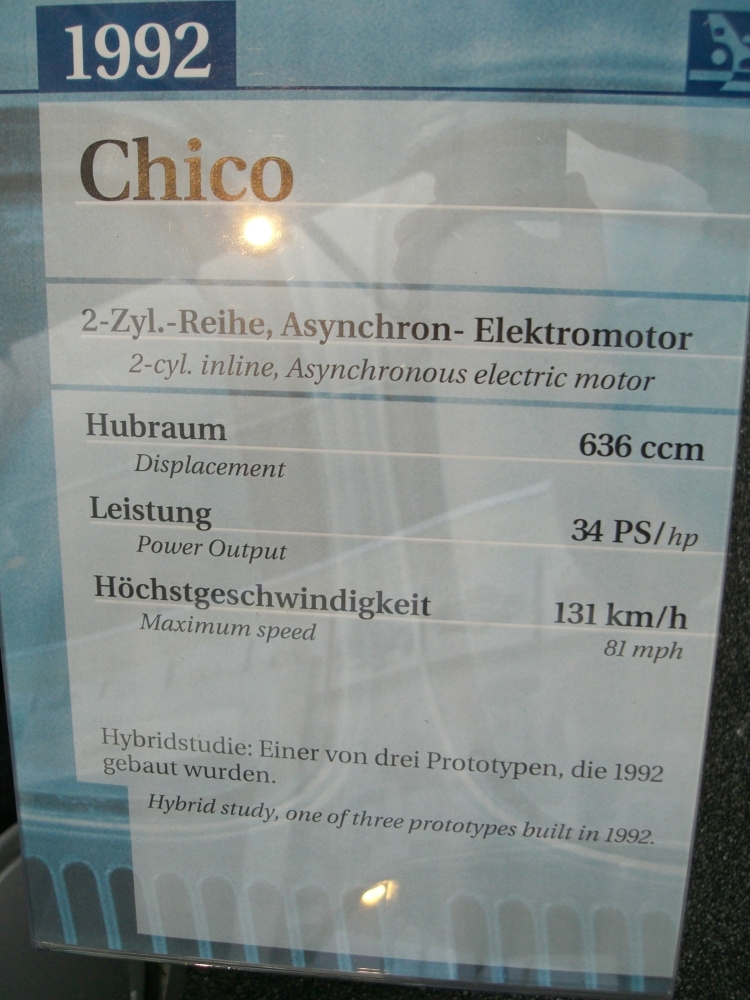 1992
Chico
2-Zyl.-Reihe, Asynchron- Elektromotor
2-cyl. inline, Asynchronous electric motor
Hubraum 636 ccm
Displacement
Leistung 34 PS/hp
Power Output
Höchstgeschwindigkeit 131 km/h
Maximum speed 81 mph
Hybridstudie: Einer von drei Prototypen, die 1992
gebaut wurden.
Hybrid study, one of three prototypes built in 1992.